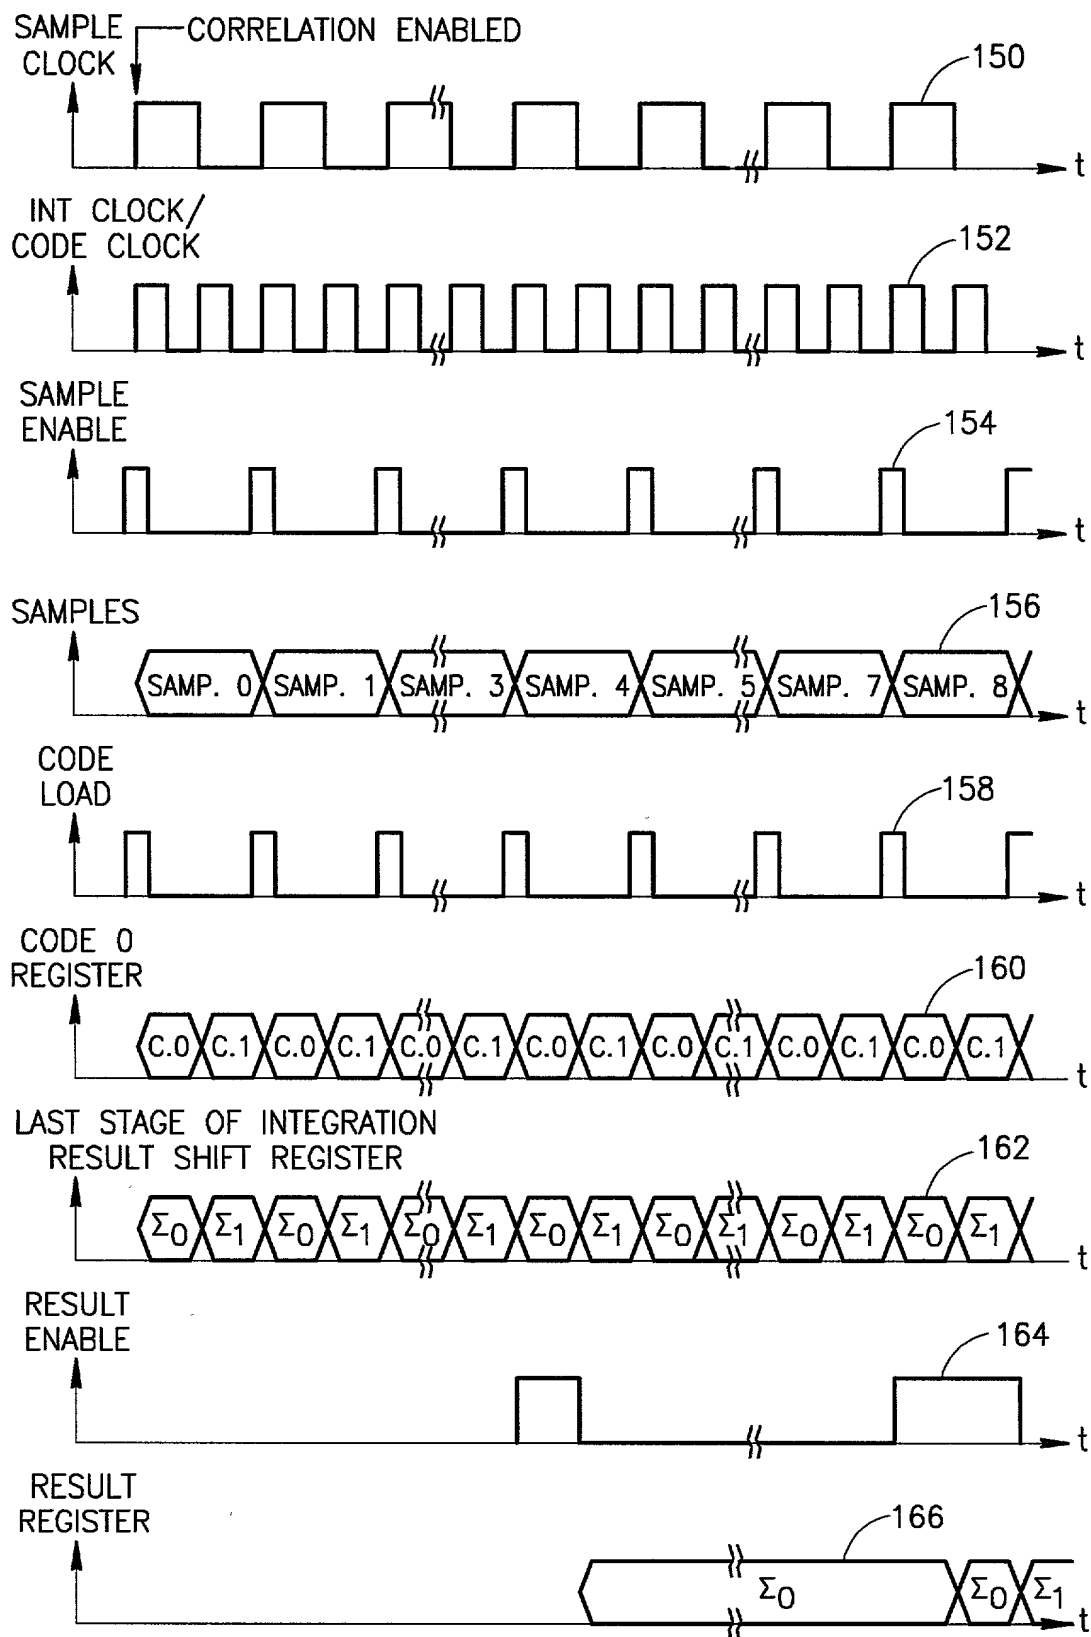 SAMPLE CLOCK
CORRELATION ENABLED
150
t
INT CLOCK/
CODE CLOCK
152
t
SAMPLE
ENABLE
154
t
SAMPLES
156
SAMP. 0 SAMP. 1 SAMP. 3 SAMP. 4 SAMP. 5 SAMP. 7 SAMP. 8
t
CODE
LOAD
158
t
CODE 0
REGISTER
160
C.0 C.1 C.0 C.1 C.0 C.1 C.0 C.1 C.0 C.1 C.0 C.1 C.0 C.1
t
LAST STAGE OF INTEGRATION
RESULT SHIFT REGISTER
162
Σ0 Σ1 Σ0 Σ1 Σ0 Σ1 Σ0 Σ1 Σ0 Σ1 Σ0 Σ1 Σ0 Σ1
t
RESULT
ENABLE
164
t
RESULT
REGISTER
166
Σ0 Σ0 Σ1
t